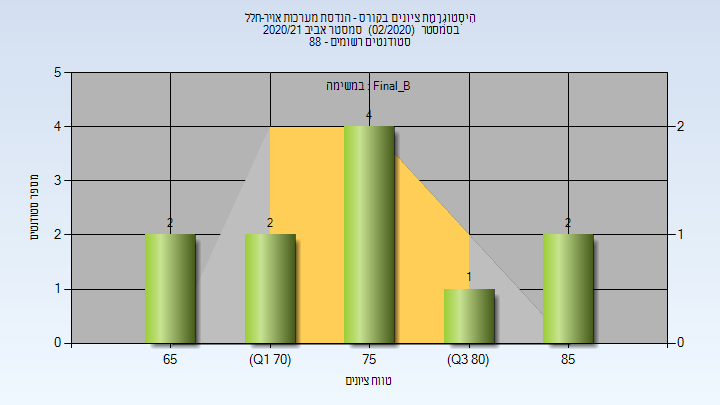 היסטוגרמת ציונים בקורס - הנדסת מערכות אויר-חלל
בסמסטר (02/2020) סמסטר אביב 2020/21
סטודנטים רשומים - 88
במשימה : Final_B
5
4
3
2
1
0
2
1
0
מספר סטודנטים
2
2
4
1
2
65
(Q1 70)
75
(Q3 80)
85
טווח ציונים